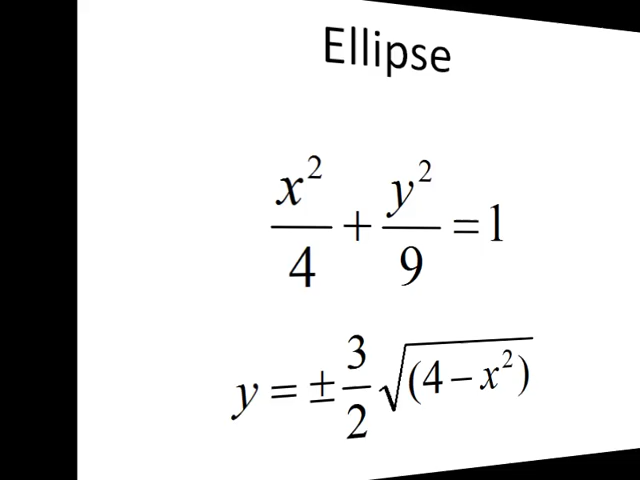 Ellipse
x²/4 + y²/9 = 1
y = ± 3/2 √(4 − x²)